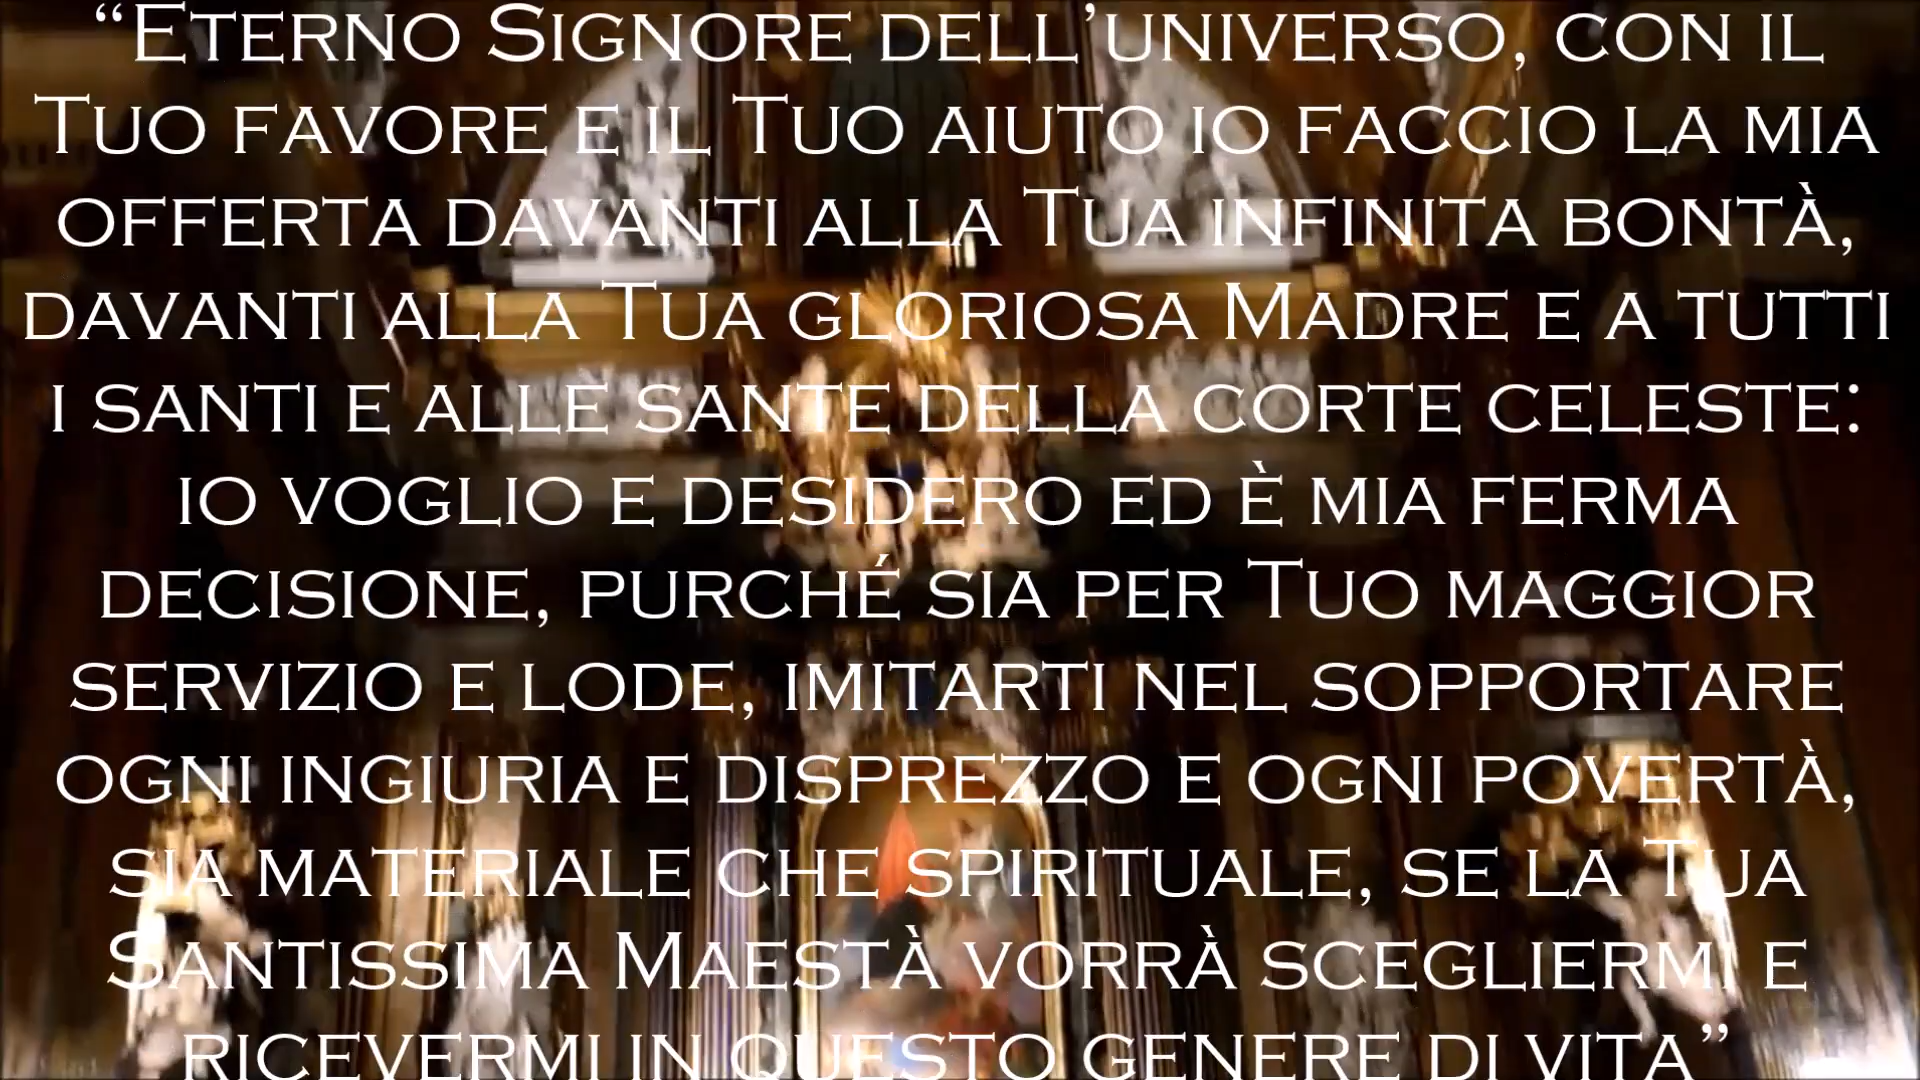 “Eterno Signore dell’universo, con il
Tuo favore e il Tuo aiuto io faccio la mia
offerta davanti alla Tua infinita bontà,
davanti alla Tua gloriosa Madre e a tutti
i santi e alle sante della corte celeste:
io voglio e desidero ed è mia ferma
decisione, purché sia per Tuo maggior
servizio e lode, imitarti nel sopportare
ogni ingiuria e disprezzo e ogni povertà,
sia materiale che spirituale, se la Tua
Santissima Maestà vorrà scegliermi e
ricevermi in questo genere di vita”